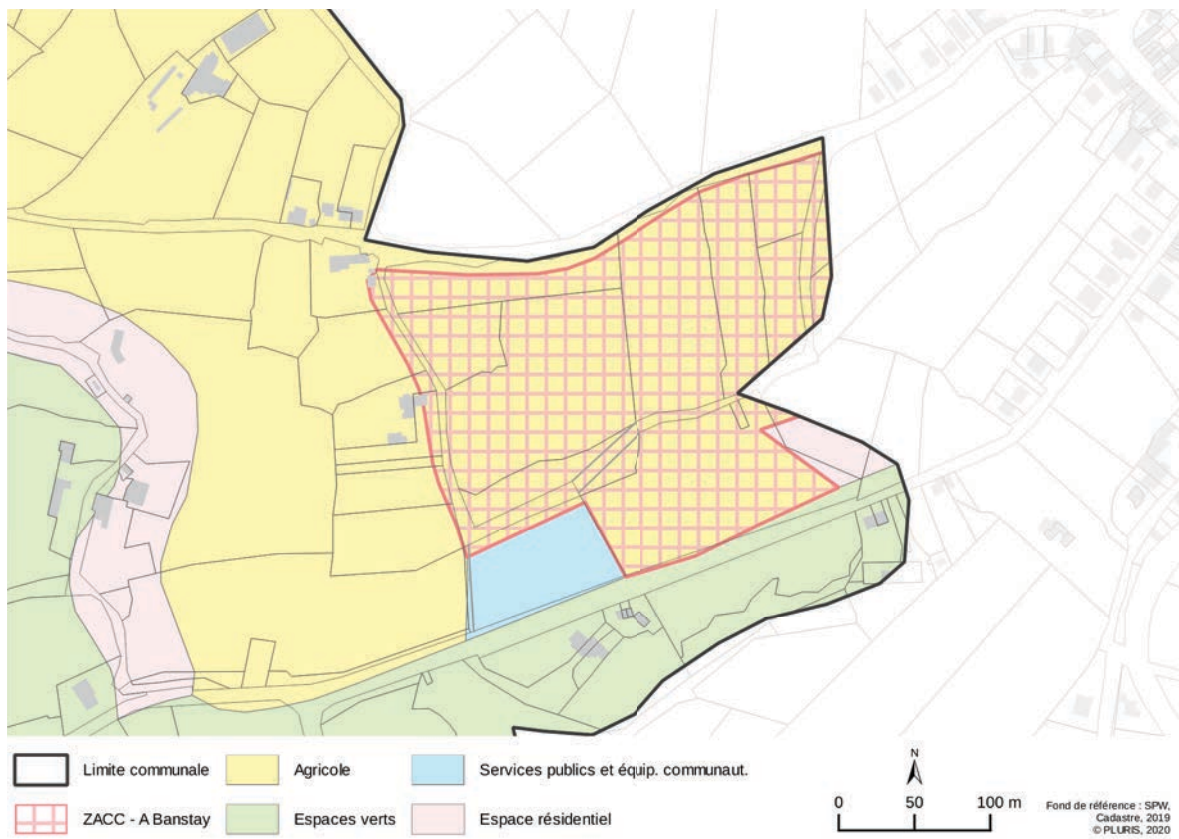 Limite communale
Agricole
Services publics et équip. communaut.
ZACC - A Banstay
Espaces verts
Espace résidentiel
N
0 50 100 m
Fond de référence : SPW,
Cadastre, 2019
© PLURIS, 2020